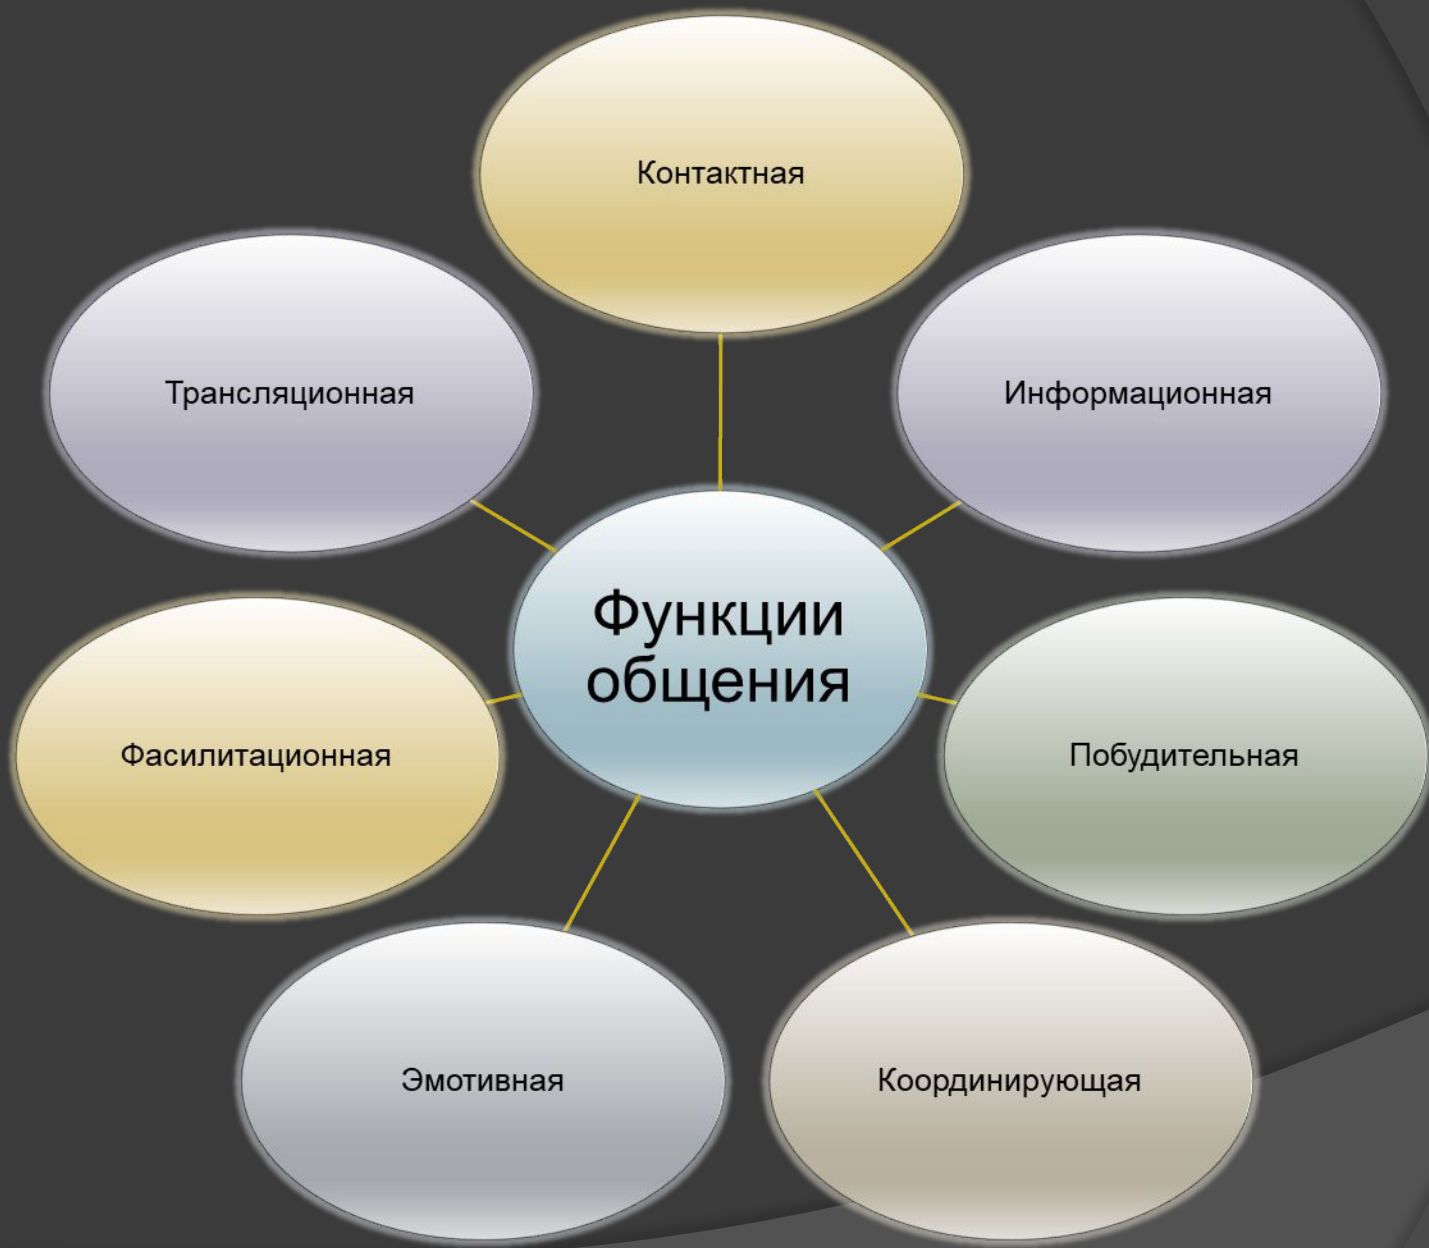 Контактная
Трансляционная
Информационная
Функции
общения
Фасилитационная
Побудительная
Эмотивная
Координирующая